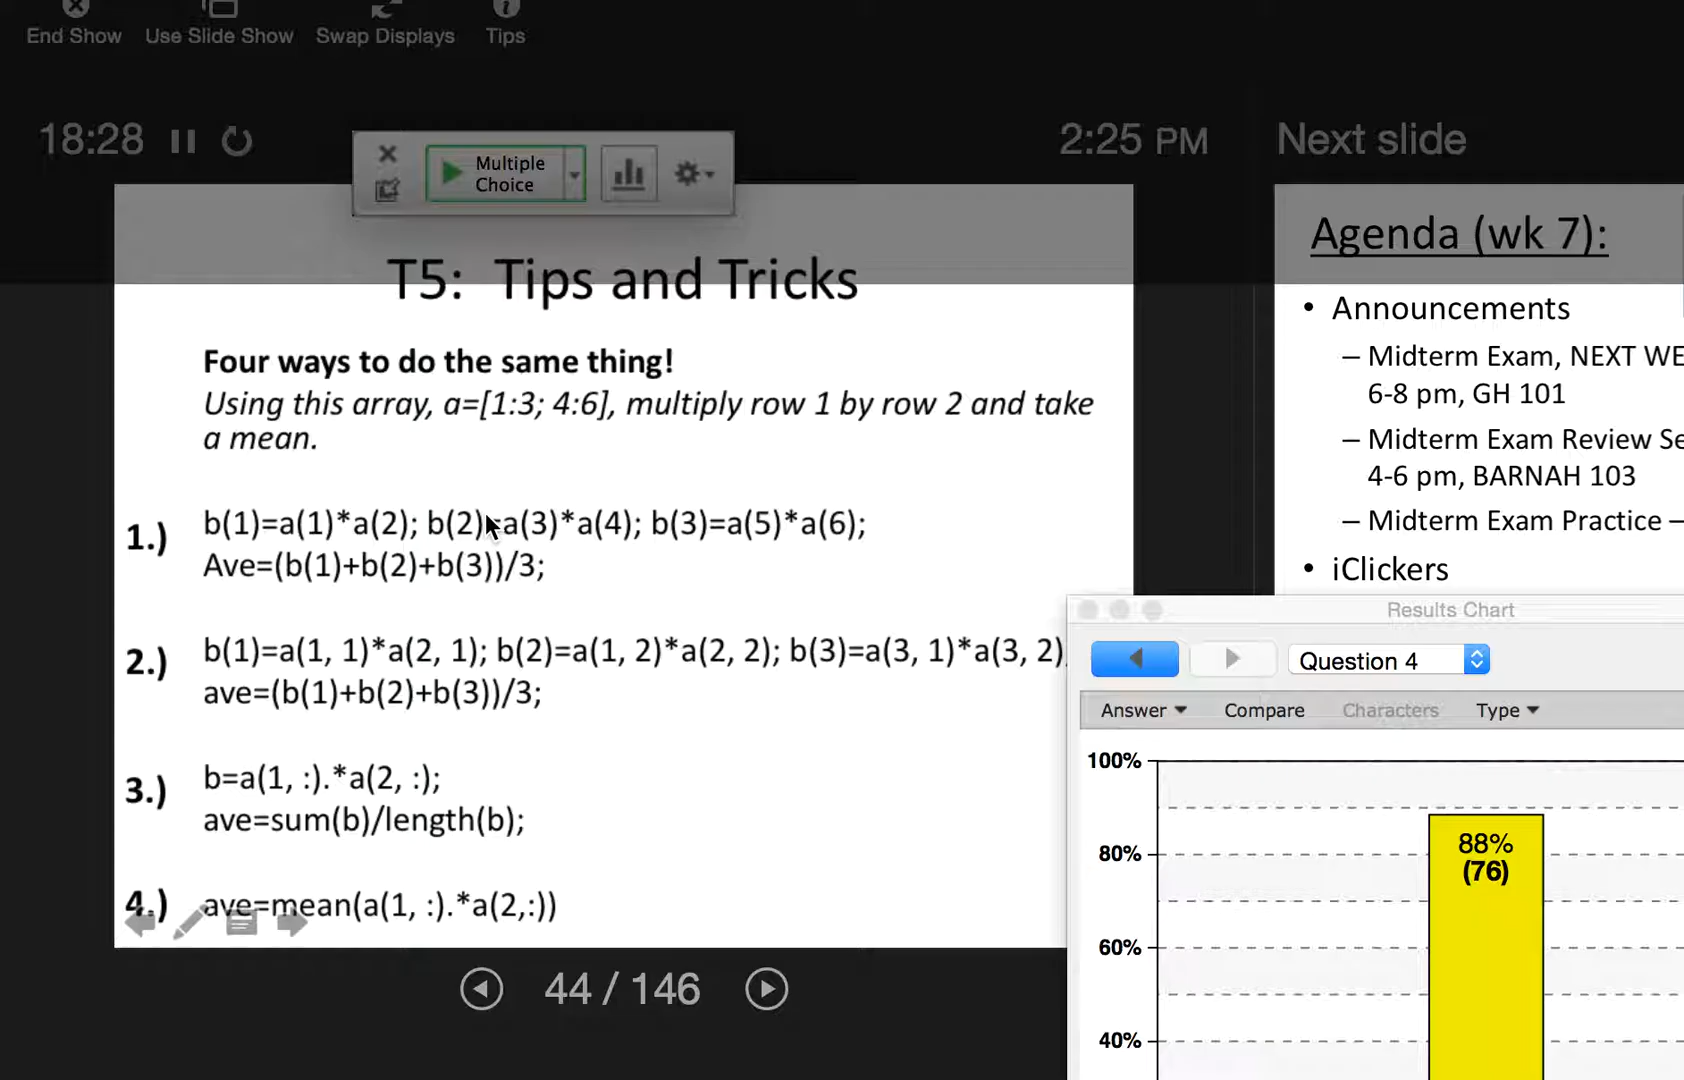 End Show Use Slide Show Swap Displays Tips
18:28
2:25 PM
Next slide
Multiple
Choice
T5: Tips and Tricks
Four ways to do the same thing!
Using this array, a=[1:3; 4:6], multiply row 1 by row 2 and take
a mean.
1.) b(1)=a(1)*a(2); b(2)=a(3)*a(4); b(3)=a(5)*a(6);
Ave=(b(1)+b(2)+b(3))/3;
2.) b(1)=a(1, 1)*a(2, 1); b(2)=a(1, 2)*a(2, 2); b(3)=a(3, 1)*a(3, 2)
ave=(b(1)+b(2)+b(3))/3;
3.) b=a(1, :).*a(2, :);
ave=sum(b)/length(b);
4.) ave=mean(a(1, :).*a(2,:))
44 / 146
Agenda (wk 7):
• Announcements
– Midterm Exam, NEXT WE
6-8 pm, GH 101
– Midterm Exam Review Se
4-6 pm, BARNAH 103
– Midterm Exam Practice –
• iClickers
Results Chart
Question 4
Answer Compare Characters Type
100%
88%
(76)
80%
60%
40%